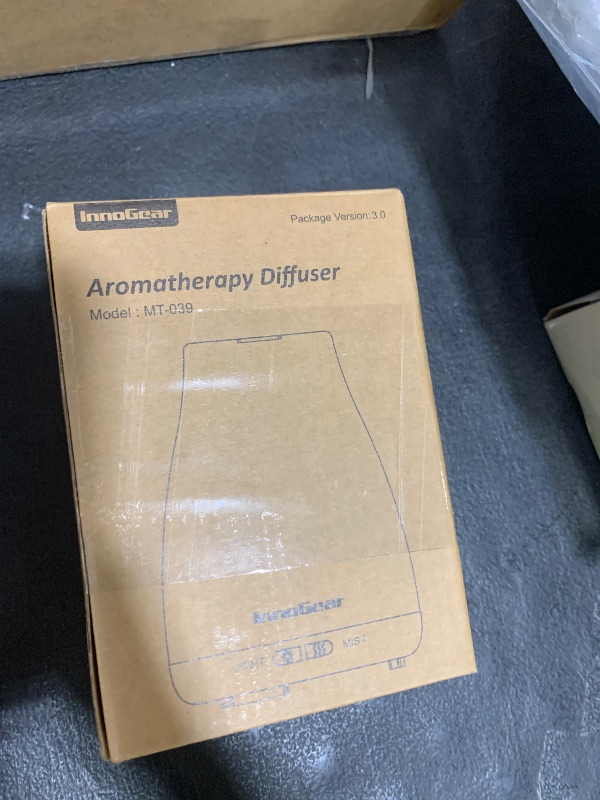 InnoGear
Package Version:3.0
Aromatherapy Diffuser
Model : MT-039
InnoGear
LIGHT MIST